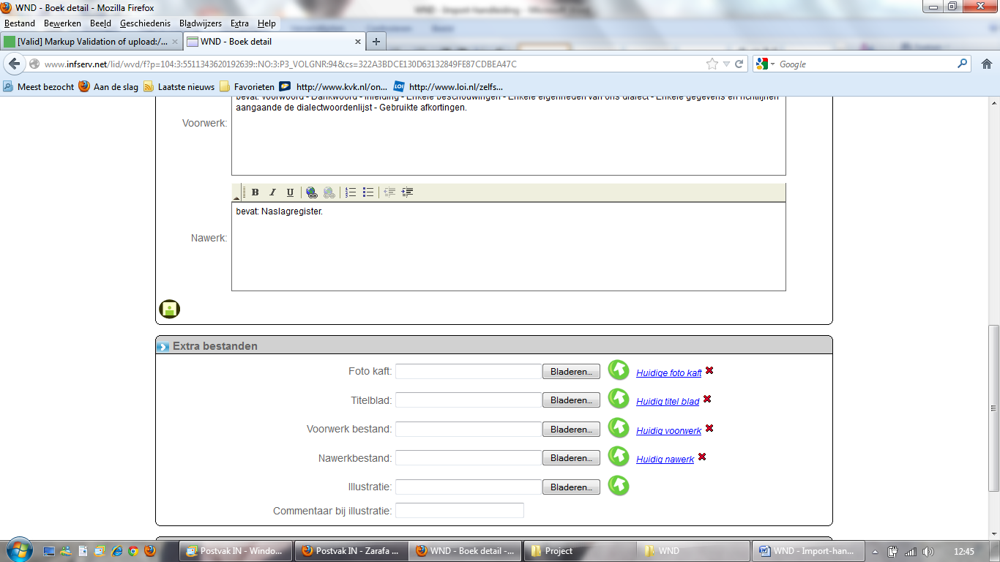 WND - Boek detail - Mozilla Firefox
Bestand Bewerken Beeld Geschiedenis Bladwijzers Extra Help
[Valid] Markup Validation of upload:/... WND - Boek detail
www.infserv.net/lid/wvd/f?p=104:3:5511343620192639::NO:3:P3_VOLGNR:94&cs=322A3BDCE130D63132849FE87CDBEA47C Google
Meest bezocht Aan de slag Laatste nieuws Favorieten http://www.kvk.nl/on... http://www.loi.nl/zelfs...
bevat: Voorwoord - Dankwoord - Inleiding - Enkele beschouwingen - Enkele eigenheden van ons dialect - Enkele gegevens en richtlijnen
aangaande de dialectwoordenlijst - Gebruikte afkortingen.
Voorwerk:
B I U
bevat: Naslagregister.
Nawerk:
Extra bestanden
Foto kaft: Bladeren... Huidige foto kaft
Titelblad: Bladeren... Huidig titel blad
Voorwerk bestand: Bladeren... Huidig voorwerk
Nawerkbestand: Bladeren... Huidig nawerk
Illustratie: Bladeren...
Commentaar bij illustratie:
Postvak IN - Windo... Postvak IN - Zarafa ... WND - Boek detail -... Project WND WND - Import-han... 12:45